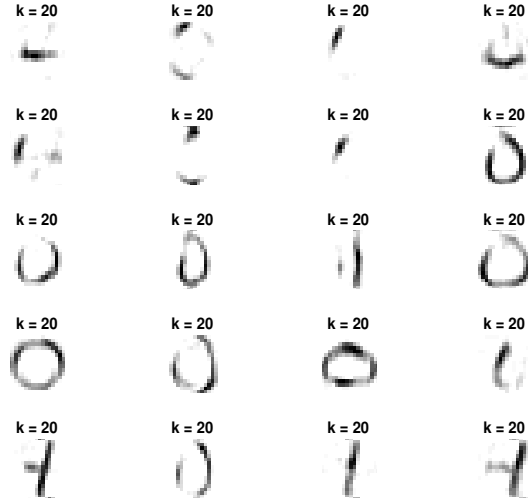 k = 20 k = 20 k = 20 k = 20
k = 20 k = 20 k = 20 k = 20
k = 20 k = 20 k = 20 k = 20
k = 20 k = 20 k = 20 k = 20
k = 20 k = 20 k = 20 k = 20